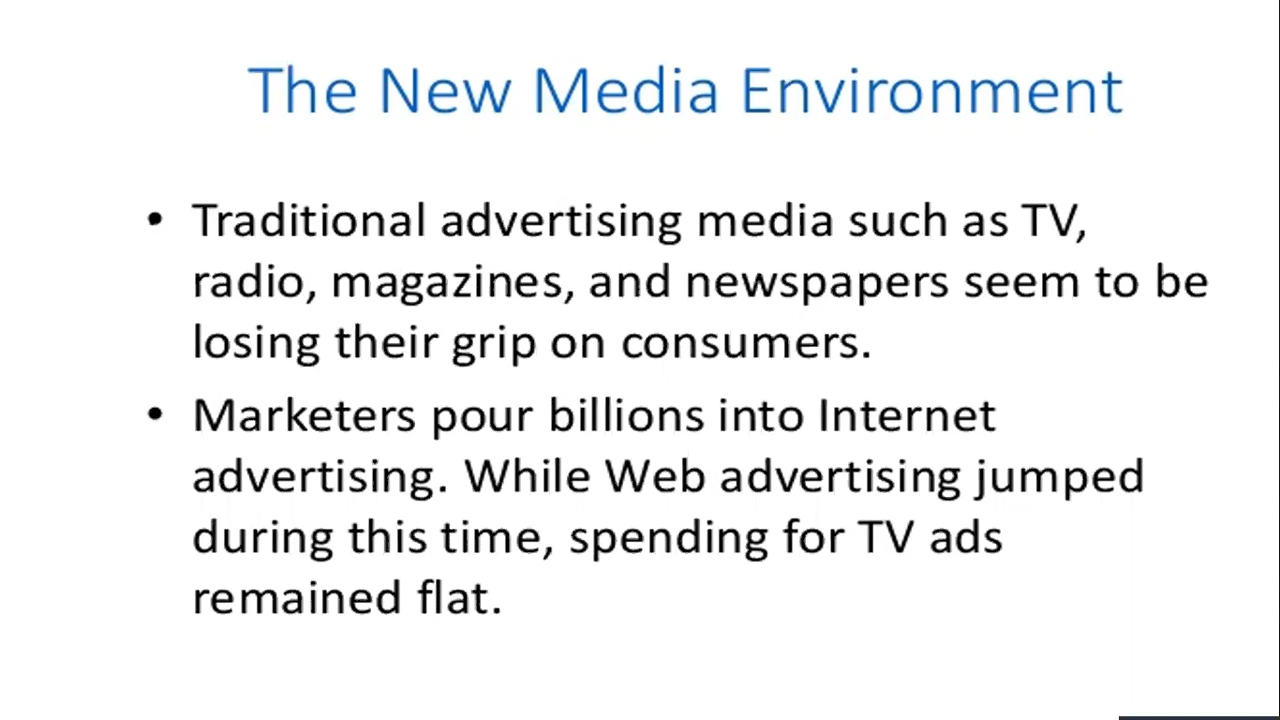 The New Media Environment
• Traditional advertising media such as TV,
radio, magazines, and newspapers seem to be
losing their grip on consumers.
• Marketers pour billions into Internet
advertising. While Web advertising jumped
during this time, spending for TV ads
remained flat.